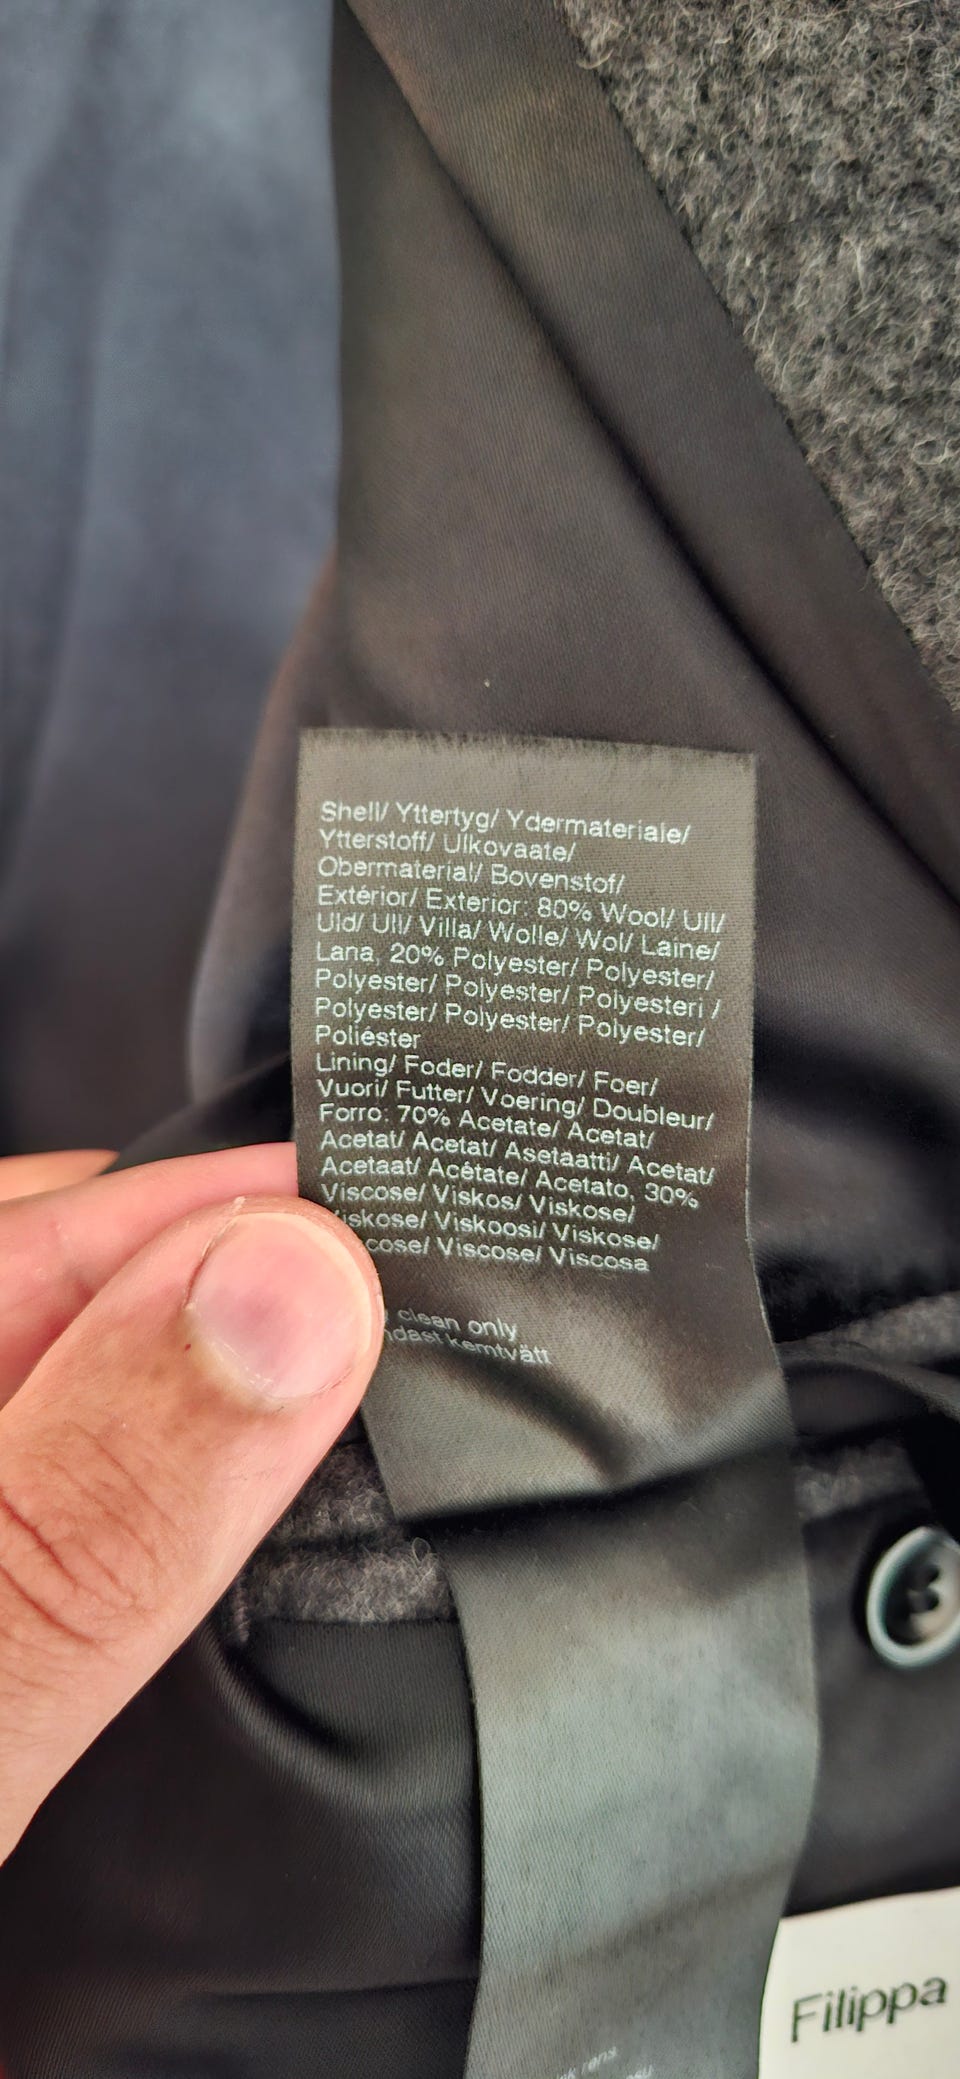 Shell/ Yttertyg/ Ydermateriale/
Ytterstoff/ Ulkovaate/
Obermaterial/ Bovenstof/
Extérior/ Exterior: 80% Wool/ Ull/
Uld/ Ull/ Villa/ Wolle/ Wol/ Laine/
Lana, 20% Polyester/ Polyester/
Polyester/ Polyester/ Polyesteri /
Polyester/ Polyester/ Polyester/
Poliéster
Lining/ Foder/ Fodder/ Foer/
Vuori/ Futter/ Voering/ Doubleur/
Forro: 70% Acetate/ Acetat/
Acetat/ Acetat/ Asetaatti/ Acetat/
Acetaat/ Acétate/ Acetato, 30%
Viscose/ Viskos/ Viskose/
iskose/ Viskoosi/ Viskose/
cose/ Viscose/ Viscosa
clean only
ndast kemtvätt
Filippa